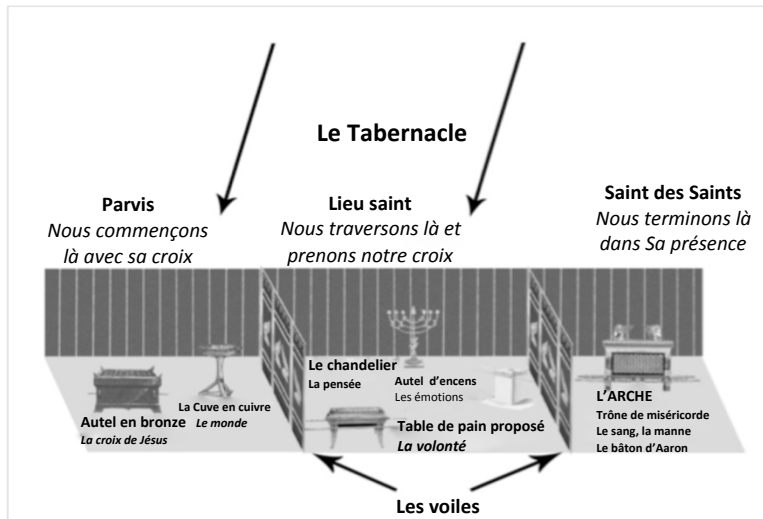 Le Tabernacle
Parvis
Nous commençons
là avec sa croix
Lieu saint
Nous traversons là et
prenons notre croix
Saint des Saints
Nous terminons là
dans Sa présence
Autel en bronze
La croix de Jésus
La Cuve en cuivre
Le monde
Le chandelier
La pensée
Autel d’encens
Les émotions
Table de pain proposé
La volonté
L’ARCHE
Trône de miséricorde
Le sang, la manne
Le bâton d’Aaron
Les voiles